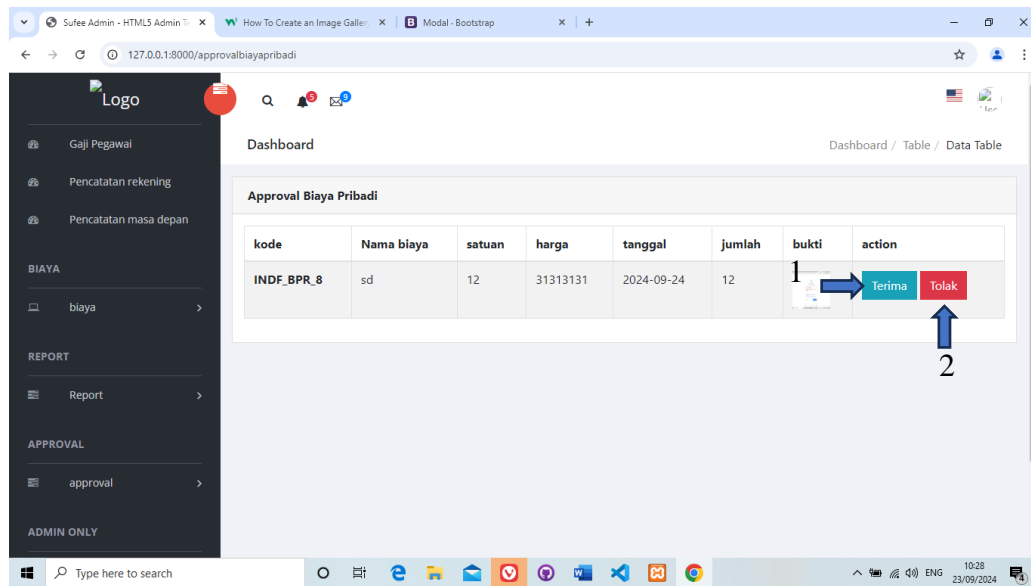 Sufee Admin - HTML5 Admin Te
How To Create an Image Galler
B Modal - Bootstrap
127.0.0.1:8000/approvalbiayapribadi
Logo
5
9
Gaji Pegawai
Pencatatan rekening
Pencatatan masa depan
BIAYA
biaya
REPORT
Report
APPROVAL
approval
ADMIN ONLY
Dashboard
Dashboard / Table / Data Table
Approval Biaya Pribadi
kode Nama biaya satuan harga tanggal jumlah bukti action
INDF_BPR_8 sd 12 31313131 2024-09-24 12 Terima Tolak
1
2
Type here to search
ENG
10:28
23/09/2024
4